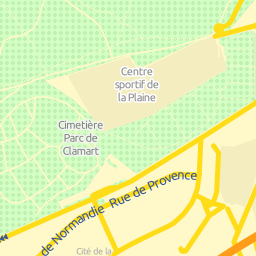 Centre
sportif de
la Plaine
Cimetière
Parc de
Clamart
Rue de Provence
de Normandie
Cité de la